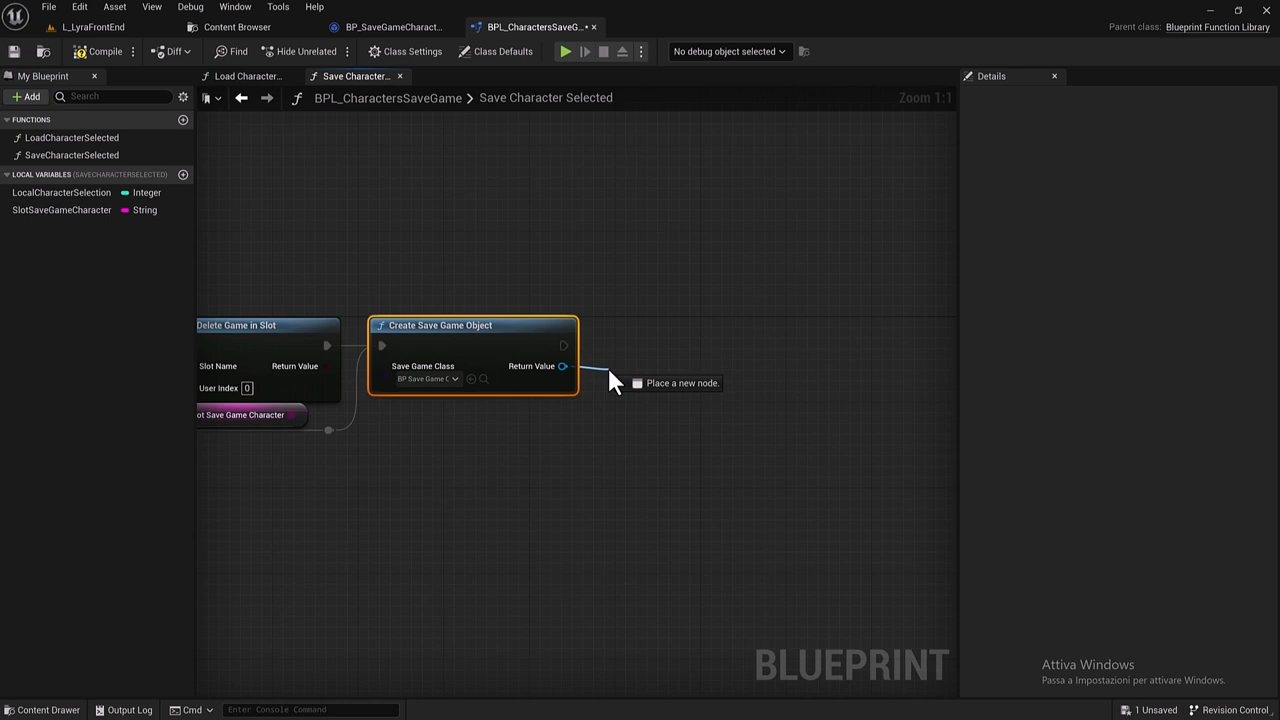 File Edit Asset View Debug Window Tools Help
L_LyraFrontEnd Content Browser BP_SaveGameCharact... BPL_CharactersSaveG...• × Parent class: Blueprint Function Library
Compile Diff Find Hide Unrelated Class Settings Class Defaults No debug object selected
My Blueprint × Load Character... Save Character... × Details ×
+ Add Search BPL_CharactersSaveGame > Save Character Selected Zoom 1:1
FUNCTIONS
LoadCharacterSelected
SaveCharacterSelected
LOCAL VARIABLES (SAVECHARACTERSELECTED)
LocalCharacterSelection Integer
SlotSaveGameCharacter String
Delete Game in Slot
Slot Name Return Value
User Index 0
ot Save Game Character
Create Save Game Object
Save Game Class Return Value
BP Save Game C
Place a new node.
BLUEPRINT
Attiva Windows
Passa a Impostazioni per attivare Windows.
Content Drawer Output Log Cmd Enter Console Command 1 Unsaved Revision Control